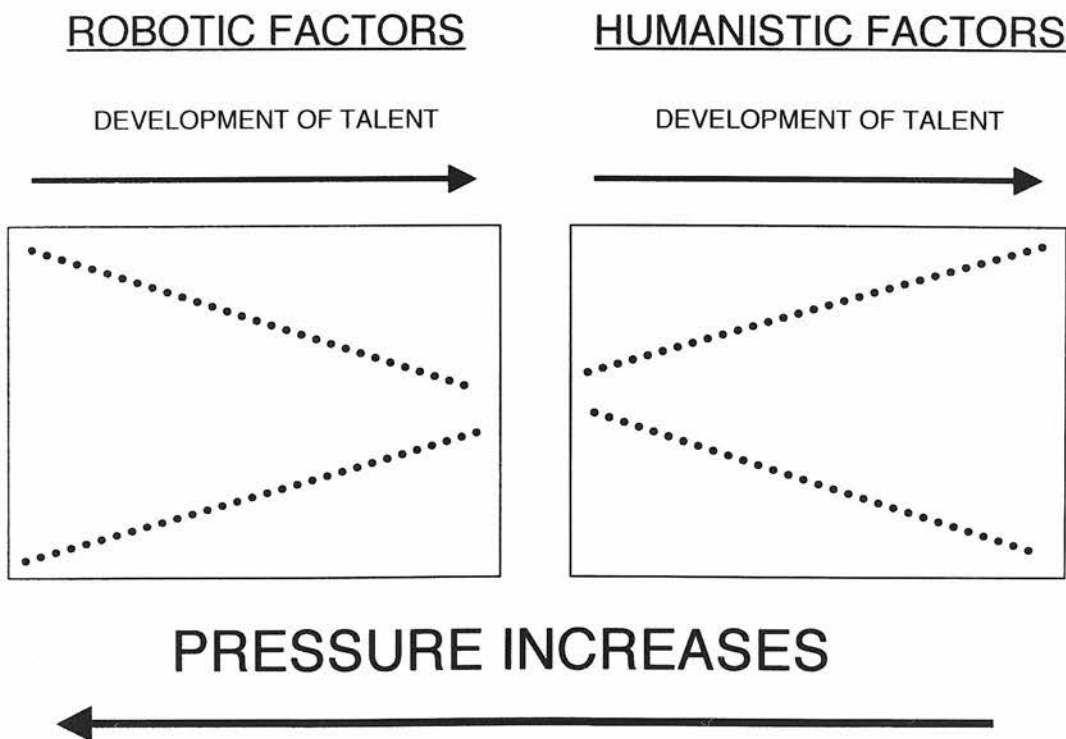 ROBOTIC FACTORS
HUMANISTIC FACTORS
DEVELOPMENT OF TALENT
DEVELOPMENT OF TALENT
PRESSURE INCREASES